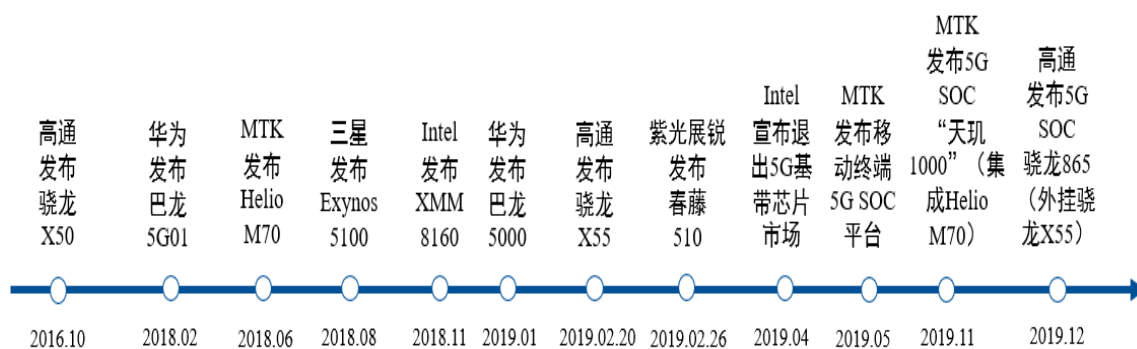 高通
发布
骁龙
X50
华为
发布
巴龙
5G01
MTK
发布
Helio
M70
三星
发布
Exynos
5100
Intel
发布
XMM
8160
华为
发布
巴龙
5000
高通
发布
骁龙
X55
紫光展锐
发布
春藤
510
Intel
宣布退
出5G基
带芯片
市场
MTK
发布移
动终端
5G SOC
平台
MTK
发布5G
SOC
“天玑
1000”（集
成Helio
M70）
高通
发布5G
SOC
骁龙865
（外挂骁
龙X55）
2016.10
2018.02
2018.06
2018.08
2018.11
2019.01
2019.02.20
2019.02.26
2019.04
2019.05
2019.11
2019.12